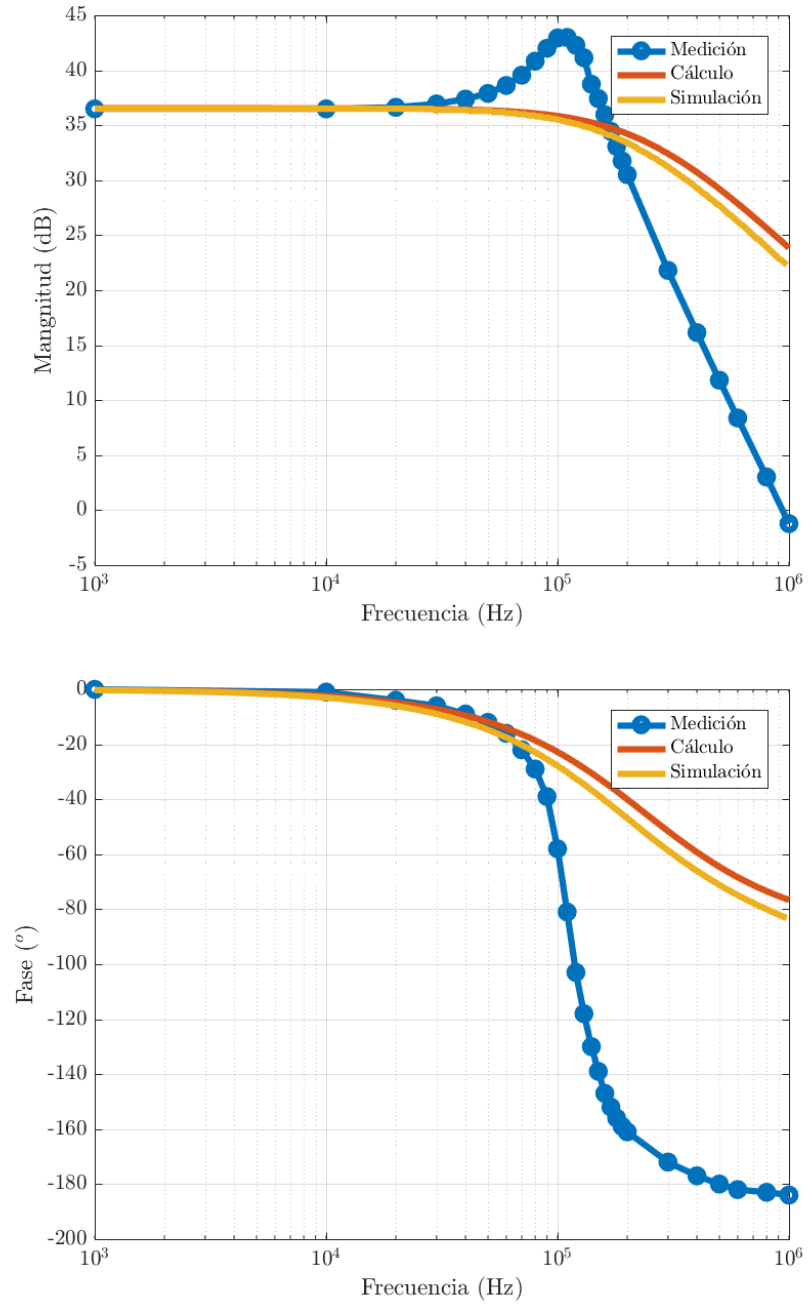 45
40
35
30
25
20
15
10
5
0
-5
Mangnitud (dB)
Medición
Cálculo
Simulación
10³ 10⁴ 10⁵ 10⁶
Frecuencia (Hz)
0
-20
-40
-60
-80
-100
-120
-140
-160
-180
-200
Fase (º)
Medición
Cálculo
Simulación
10³ 10⁴ 10⁵ 10⁶
Frecuencia (Hz)